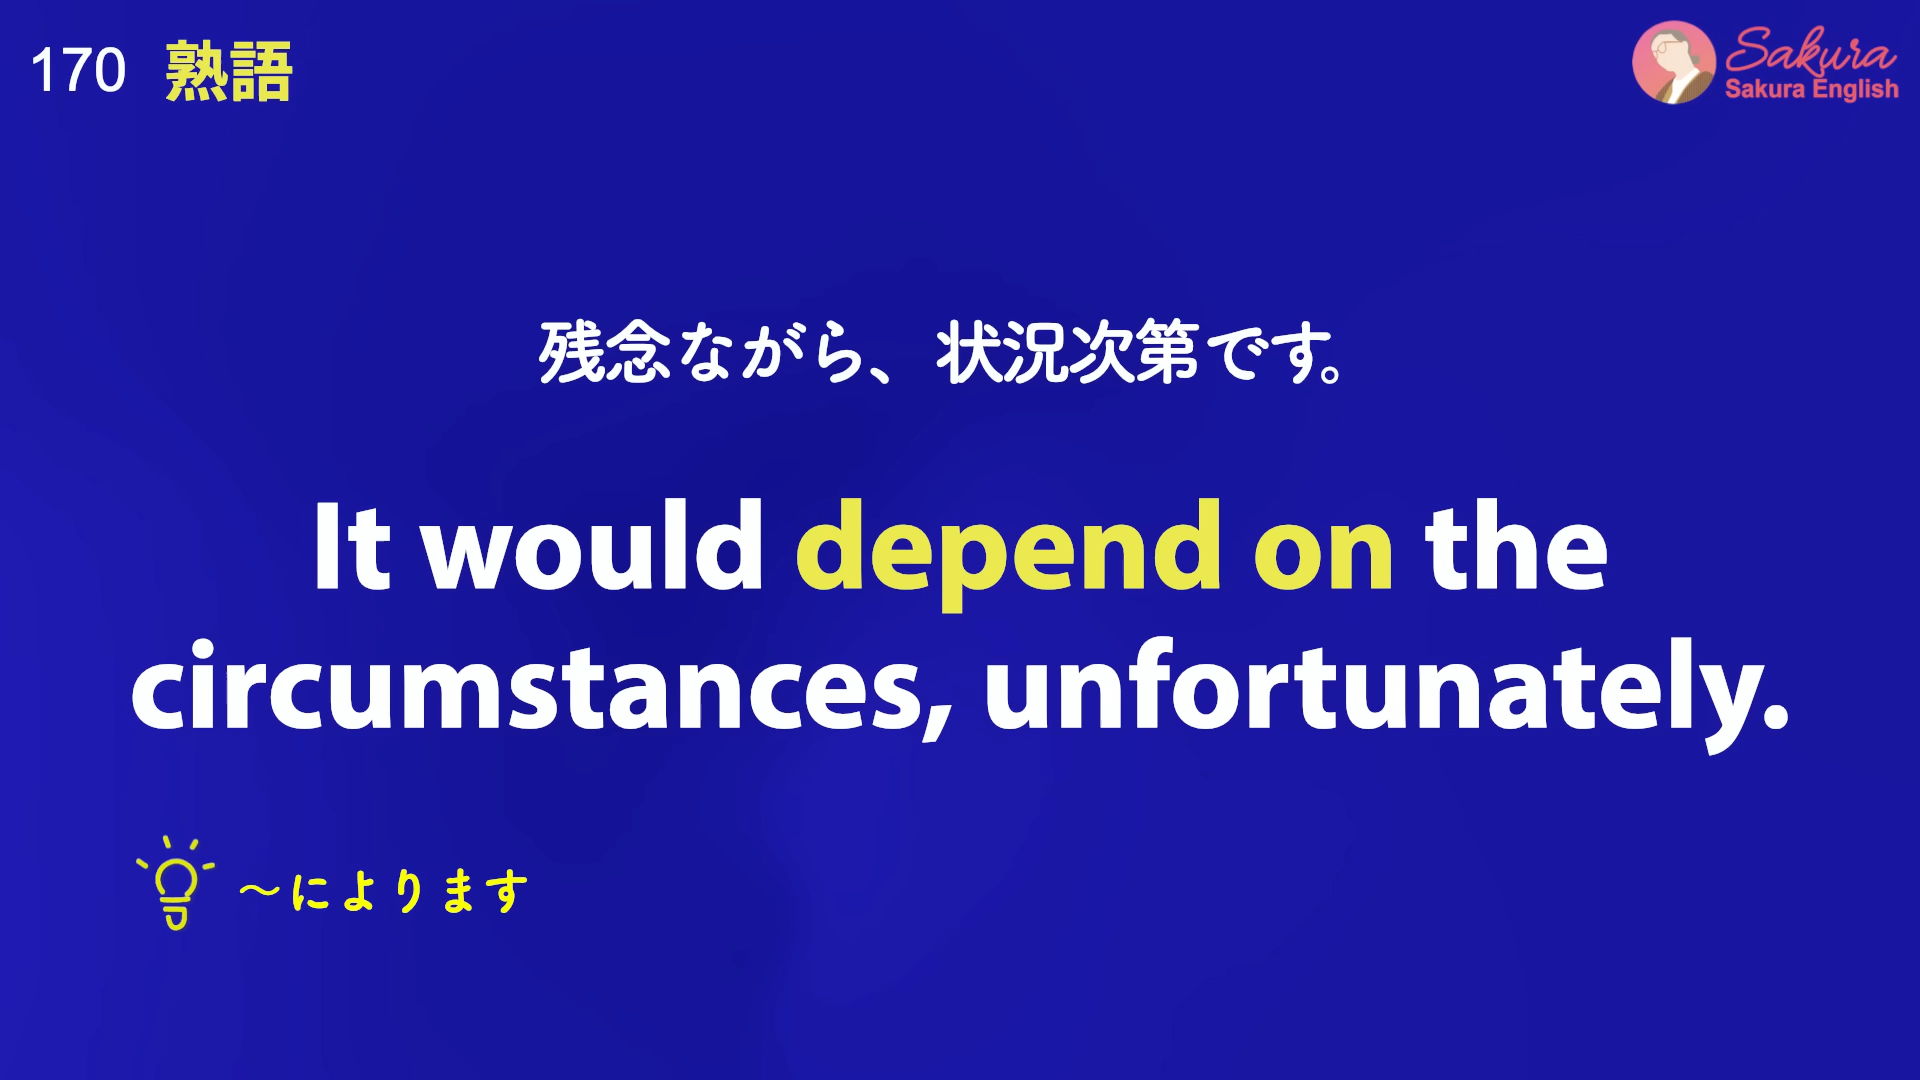 170 熟語
Sakura
Sakura English
残念ながら、状況次第です。
It would depend on the
circumstances, unfortunately.
～によります